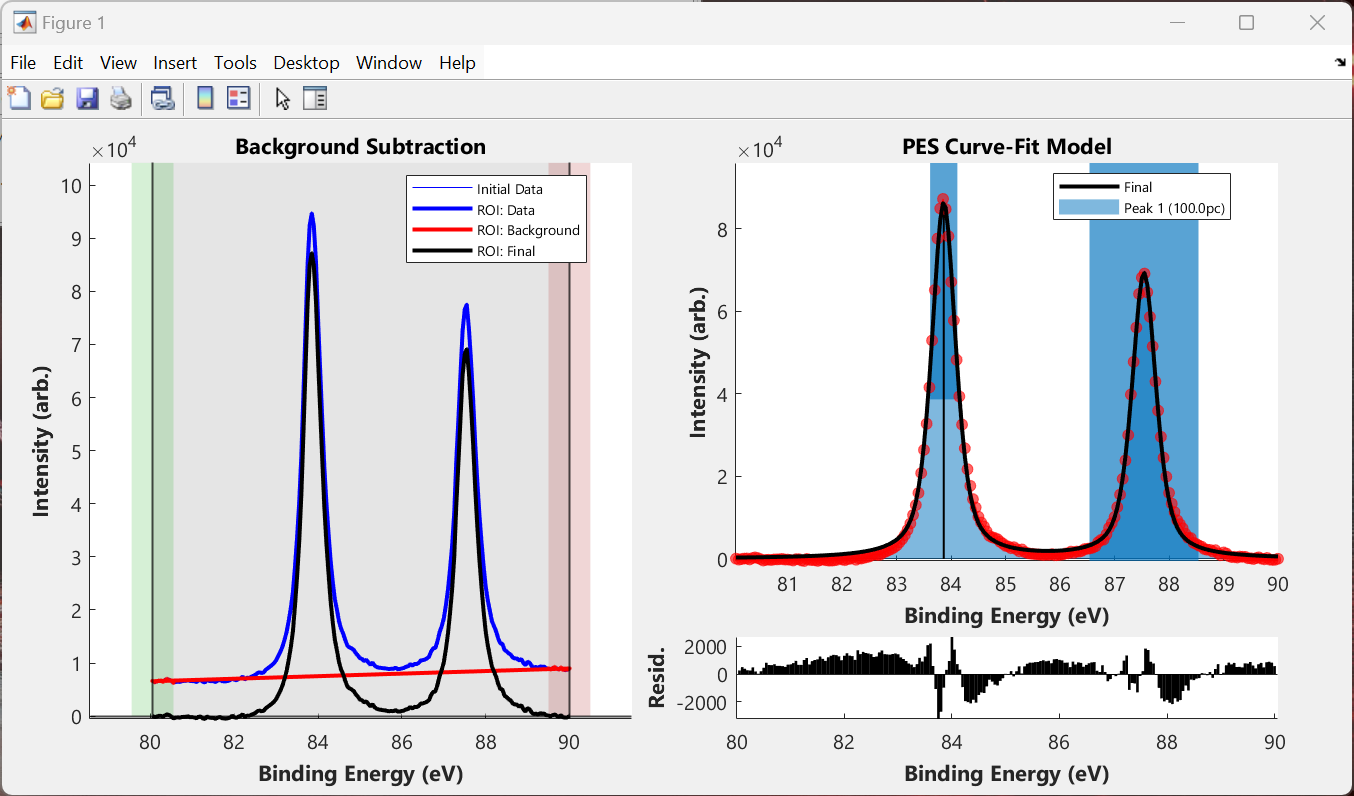 Figure 1
File Edit View Insert Tools Desktop Window Help
Background Subtraction
×10⁴
10
9
8
7
6
5
4
3
2
1
0
Intensity (arb.)
Initial Data
ROI: Data
ROI: Background
ROI: Final
80 82 84 86 88 90
Binding Energy (eV)
PES Curve-Fit Model
×10⁴
8
6
4
2
0
Intensity (arb.)
Final
Peak 1 (100.0pc)
81 82 83 84 85 86 87 88 89 90
Binding Energy (eV)
Resid.
2000
0
-2000
80 82 84 86 88 90
Binding Energy (eV)